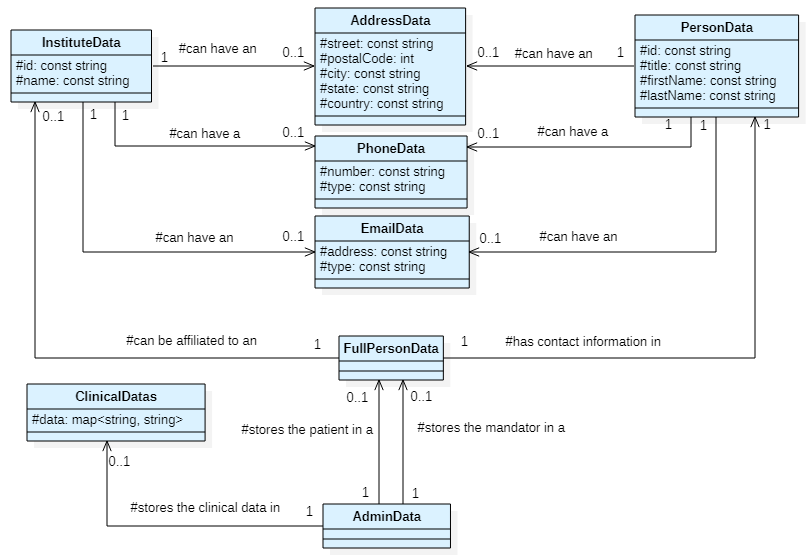 InstituteData
#id: const string
#name: const string
#can have an
1
0..1
AddressData
#street: const string
#postalCode: int
#city: const string
#state: const string
#country: const string
0..1
#can have an
1
PersonData
#id: const string
#title: const string
#firstName: const string
#lastName: const string
0..1
1
1
#can have a
0..1
PhoneData
#number: const string
#type: const string
0..1
#can have a
1
1
1
#can have an
0..1
EmailData
#address: const string
#type: const string
0..1
#can have an
#can be affiliated to an
1
FullPersonData
1
#has contact information in
ClinicalDatas
#data: map<string, string>
0..1
0..1
#stores the patient in a
#stores the mandator in a
0..1
#stores the clinical data in
1
1
1
AdminData